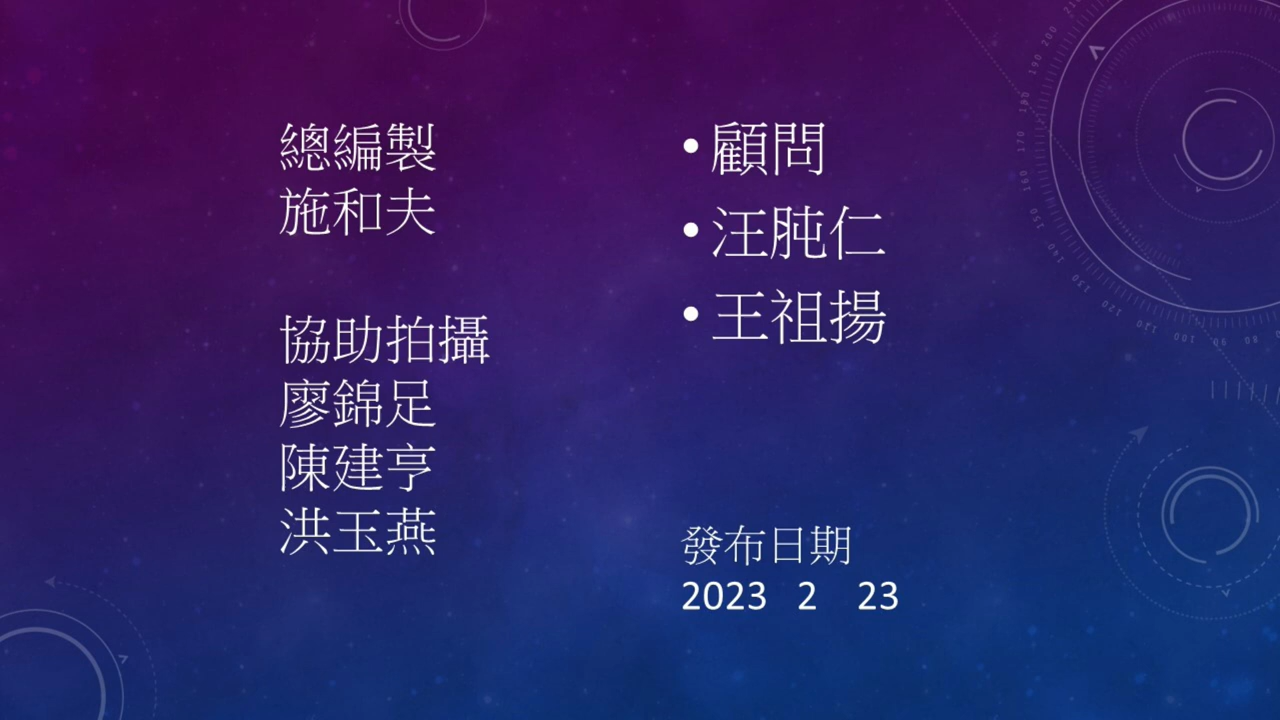 總編製
施和夫
協助拍攝
廖錦足
陳建亨
洪玉燕
• 顧問
• 汪肫仁
• 王祖揚
發布日期
2023 2 23